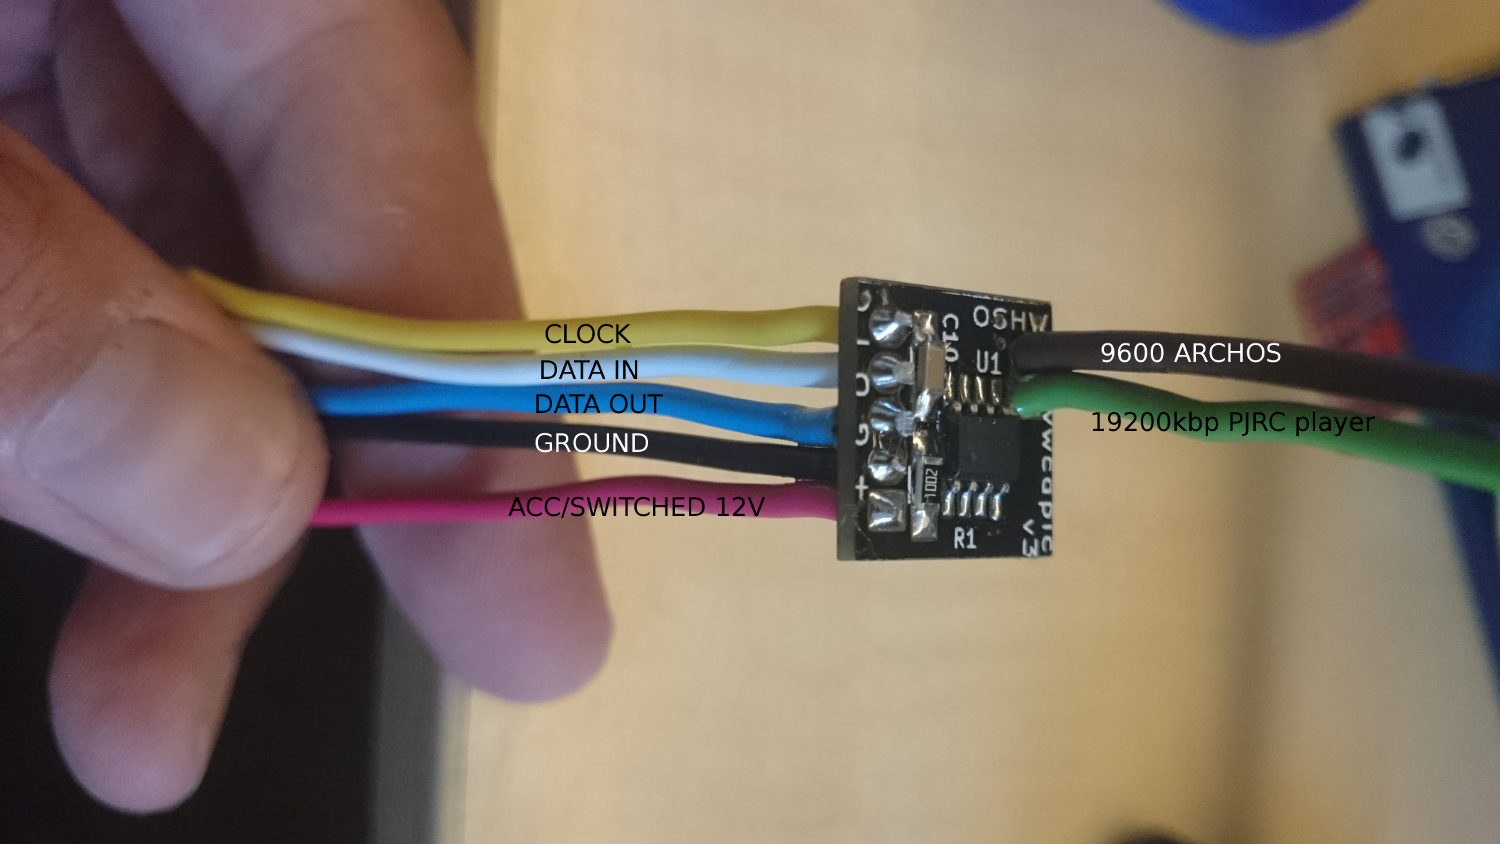 CLOCK
DATA IN
DATA OUT
GROUND
ACC/SWITCHED 12V
9600 ARCHOS
19200kbp PJRC player
C
I
O
G
+
C10
U1
1002
R1
vwcdpic
v3